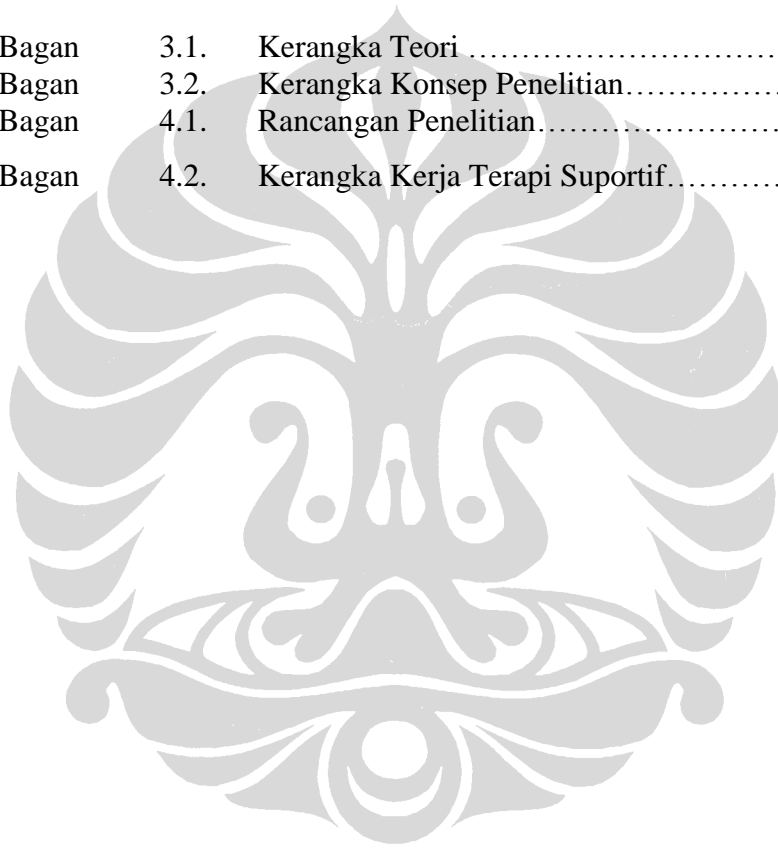 Bagan 3.1. Kerangka Teori ……………………………
Bagan 3.2. Kerangka Konsep Penelitian……………
Bagan 4.1. Rancangan Penelitian……………………
Bagan 4.2. Kerangka Kerja Terapi Suportif…………